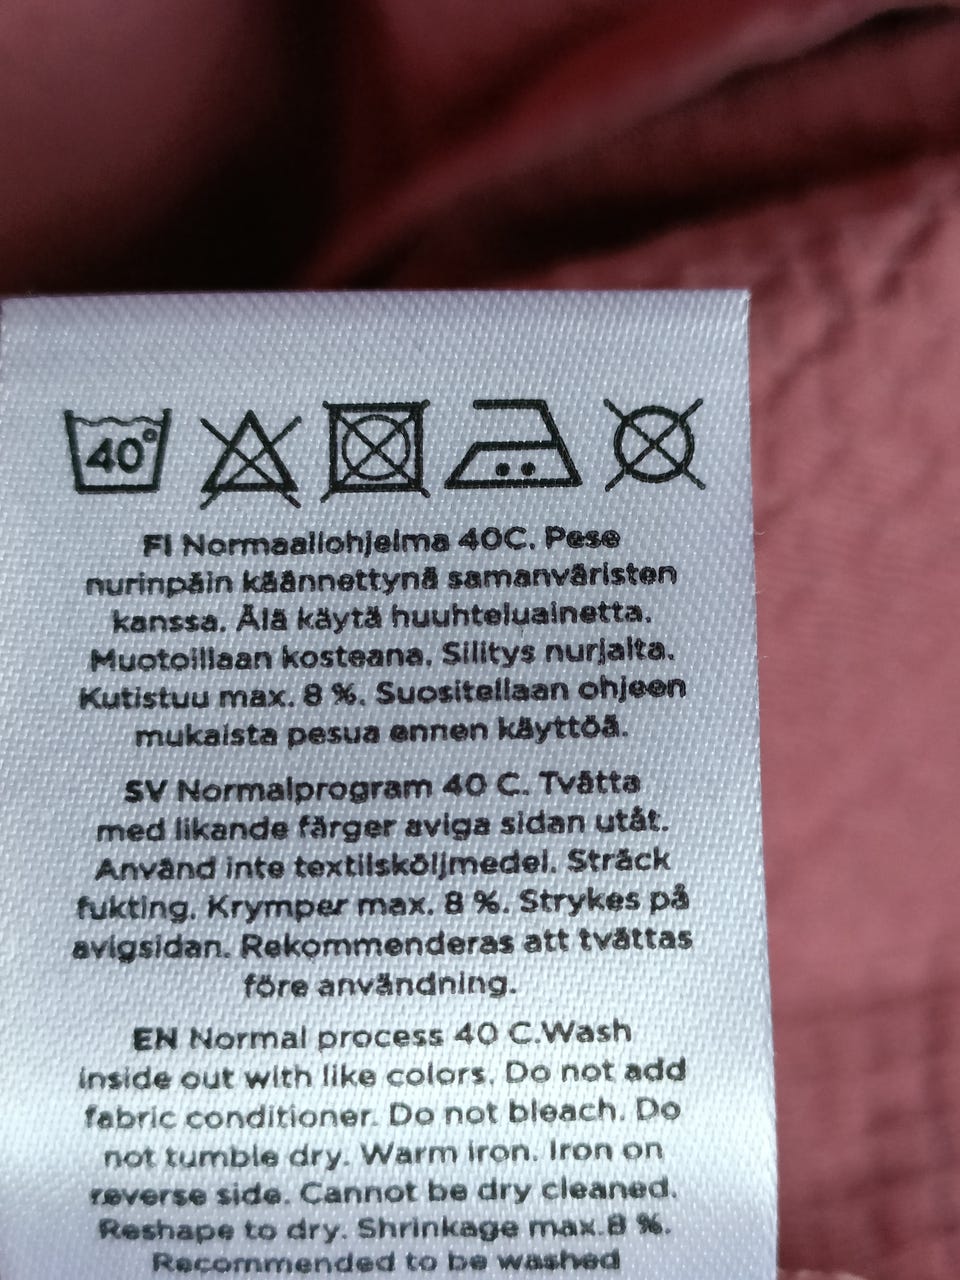 40°
FI Normaaliohjelma 40C. Pese
nurinpäin käännettynä samanväristen
kanssa. Älä käytä huuhteluainetta.
Muotoillaan kosteana. Silitys nurjalta.
Kutistuu max. 8 %. Suositellaan ohjeen
mukaista pesua ennen käyttöä.
SV Normalprogram 40 C. Tvätta
med likande färger aviga sidan utåt.
Använd inte textilsköljmedel. Sträck
fukting. Krymper max. 8 %. Strykes på
avigsidan. Rekommenderas att tvättas
före användning.
EN Normal process 40 C.Wash
inside out with like colors. Do not add
fabric conditioner. Do not bleach. Do
not tumble dry. Warm iron. Iron on
reverse side. Cannot be dry cleaned.
Reshape to dry. Shrinkage max.8 %.
Recommended to be washed